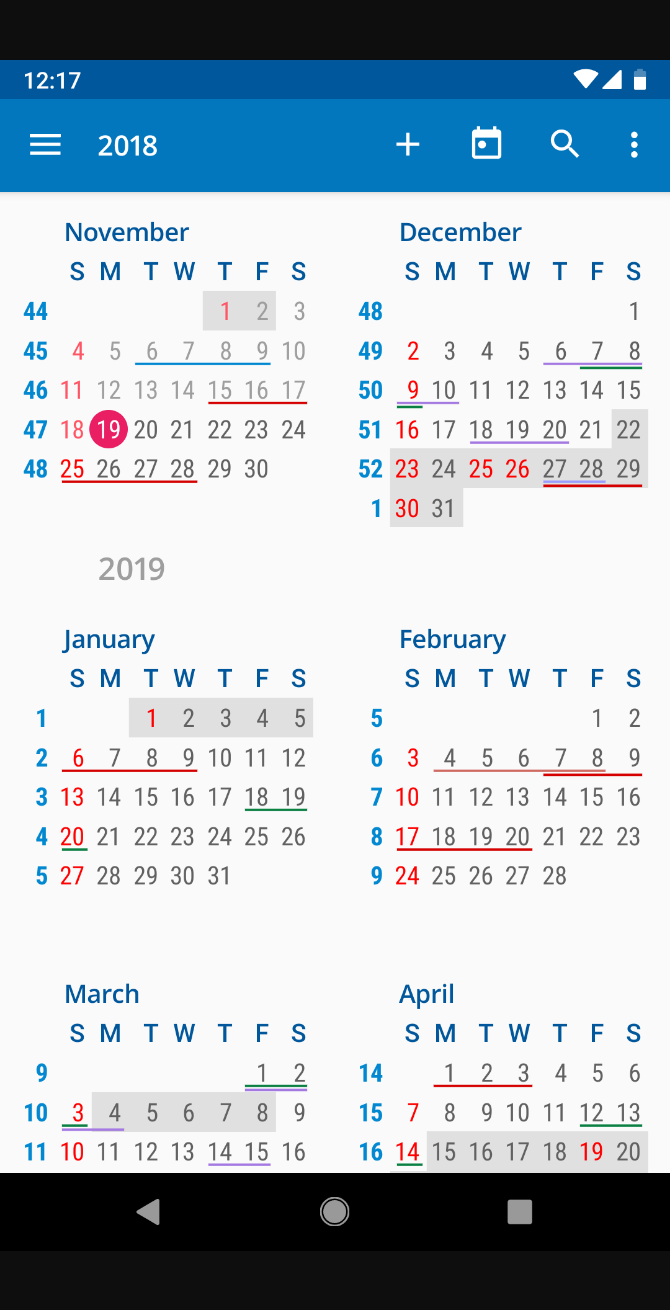 12:17
2018
November
S M T W T F S
44 1 2 3
45 4 5 6 7 8 9 10
46 11 12 13 14 15 16 17
47 18 19 20 21 22 23 24
48 25 26 27 28 29 30
December
S M T W T F S
48 1
49 2 3 4 5 6 7 8
50 9 10 11 12 13 14 15
51 16 17 18 19 20 21 22
52 23 24 25 26 27 28 29
1 30 31
2019
January
S M T W T F S
1 1 2 3 4 5
2 6 7 8 9 10 11 12
3 13 14 15 16 17 18 19
4 20 21 22 23 24 25 26
5 27 28 29 30 31
February
S M T W T F S
5 1 2
6 3 4 5 6 7 8 9
7 10 11 12 13 14 15 16
8 17 18 19 20 21 22 23
9 24 25 26 27 28
March
S M T W T F S
9 1 2
10 3 4 5 6 7 8 9
11 10 11 12 13 14 15 16
April
S M T W T F S
14 1 2 3 4 5 6
15 7 8 9 10 11 12 13
16 14 15 16 17 18 19 20